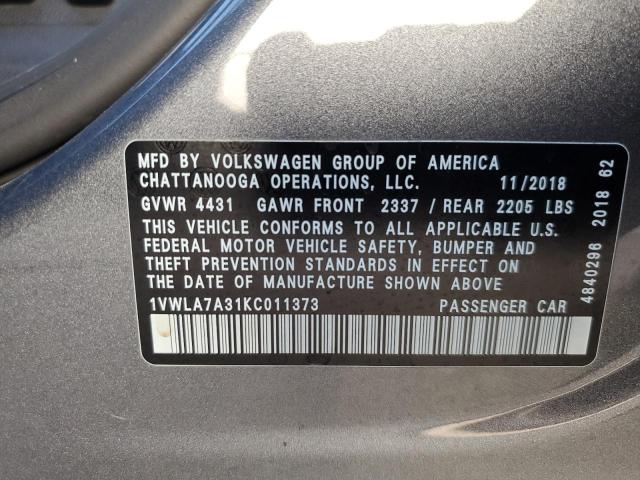 MFD BY VOLKSWAGEN GROUP OF AMERICA
CHATTANOOGA OPERATIONS, LLC. 11/2018
GVWR 4431 GAWR FRONT 2337 / REAR 2205 LBS
THIS VEHICLE CONFORMS TO ALL APPLICABLE U.S.
FEDERAL MOTOR VEHICLE SAFETY, BUMPER AND
THEFT PREVENTION STANDARDS IN EFFECT ON
THE DATE OF MANUFACTURE SHOWN ABOVE
1VWLA7A31KC011373 PASSENGER CAR
4840296 2018 62